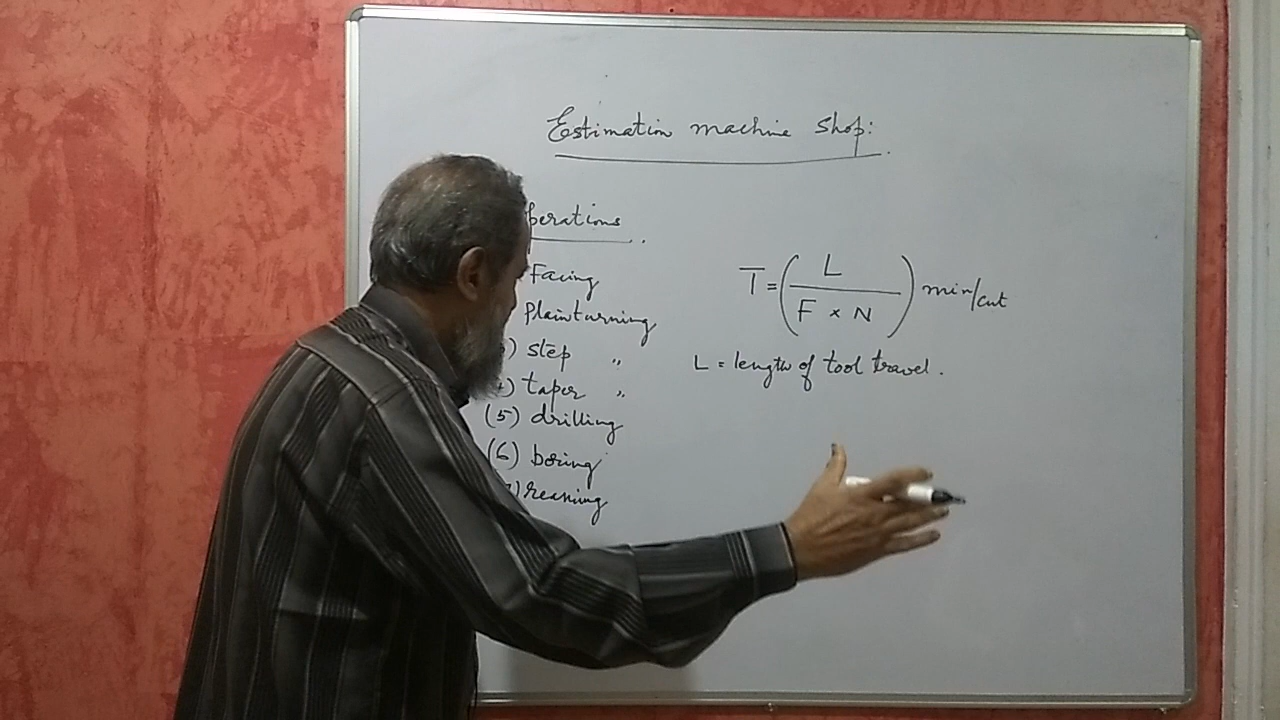 Estimation machine shop:
perations
Facing
Plain turning
) step "
) taper "
(5) drilling
(6) boring
) reaming
T = ( L / F × N ) min/cut
L = length of tool travel.